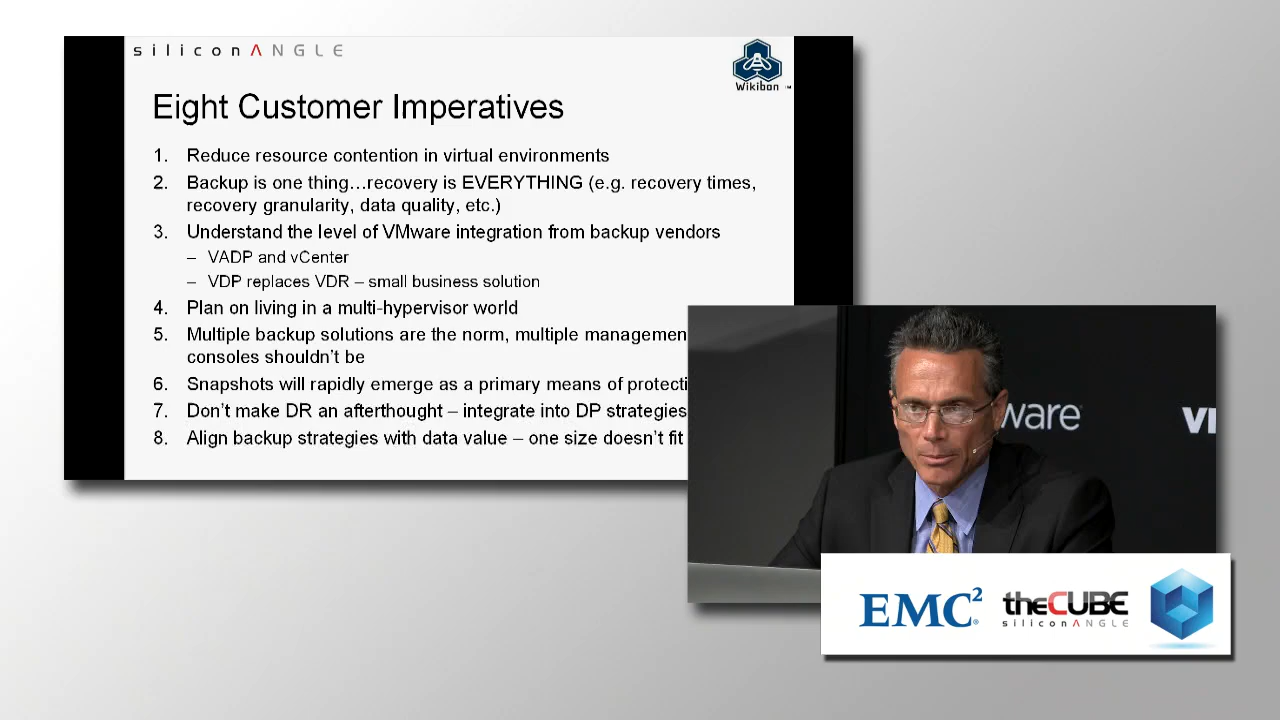 siliconANGLE
Wikibon ™
Eight Customer Imperatives
1. Reduce resource contention in virtual environments
2. Backup is one thing…recovery is EVERYTHING (e.g. recovery times,
recovery granularity, data quality, etc.)
3. Understand the level of VMware integration from backup vendors
– VADP and vCenter
– VDP replaces VDR – small business solution
4. Plan on living in a multi-hypervisor world
5. Multiple backup solutions are the norm, multiple managemen
consoles shouldn't be
6. Snapshots will rapidly emerge as a primary means of protecti
7. Don't make DR an afterthought – integrate into DP strategies
8. Align backup strategies with data value – one size doesn't fit
ware
VM
EMC²
theCUBE
siliconANGLE